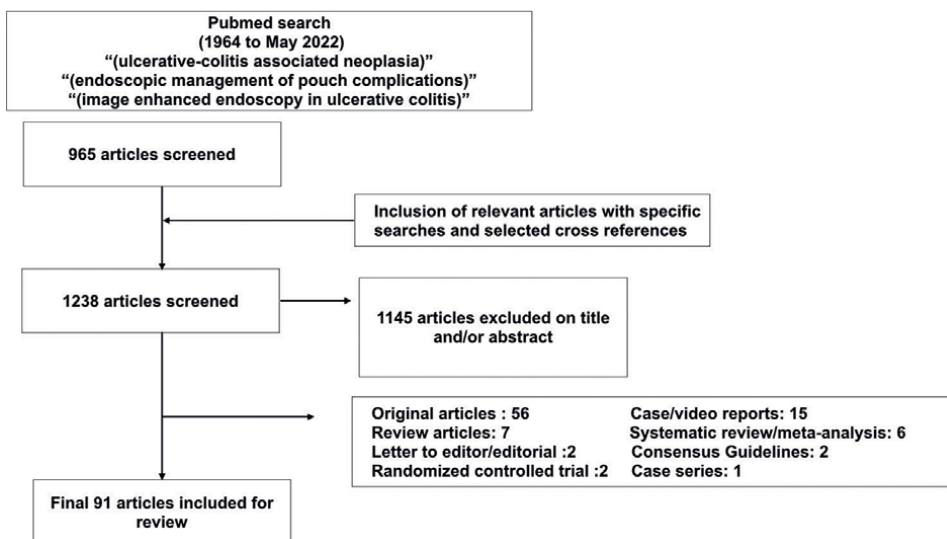 Pubmed search
(1964 to May 2022)
“(ulcerative-colitis associated neoplasia)”
“(endoscopic management of pouch complications)”
“(image enhanced endoscopy in ulcerative colitis)”
965 articles screened
Inclusion of relevant articles with specific
searches and selected cross references
1238 articles screened
1145 articles excluded on title
and/or abstract
Original articles : 56
Review articles: 7
Letter to editor/editorial :2
Randomized controlled trial :2
Case/video reports: 15
Systematic review/meta-analysis: 6
Consensus Guidelines: 2
Case series: 1
Final 91 articles included for
review